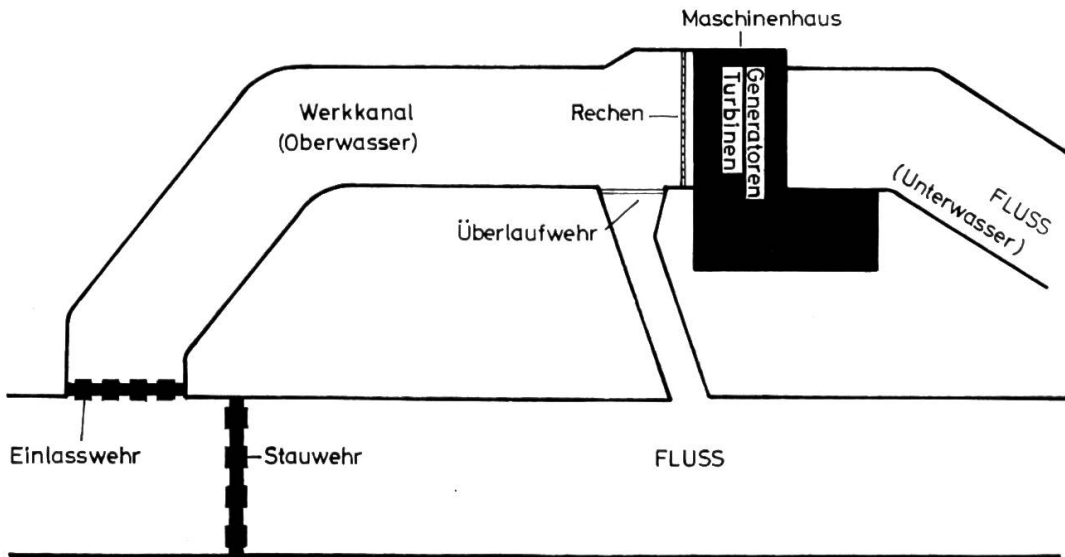 Maschinenhaus
Werkkanal
(Oberwasser)
Rechen
Generatoren
Turbinen
Überlaufwehr
FLUSS
(Unterwasser)
Einlasswehr
Stauwehr
FLUSS